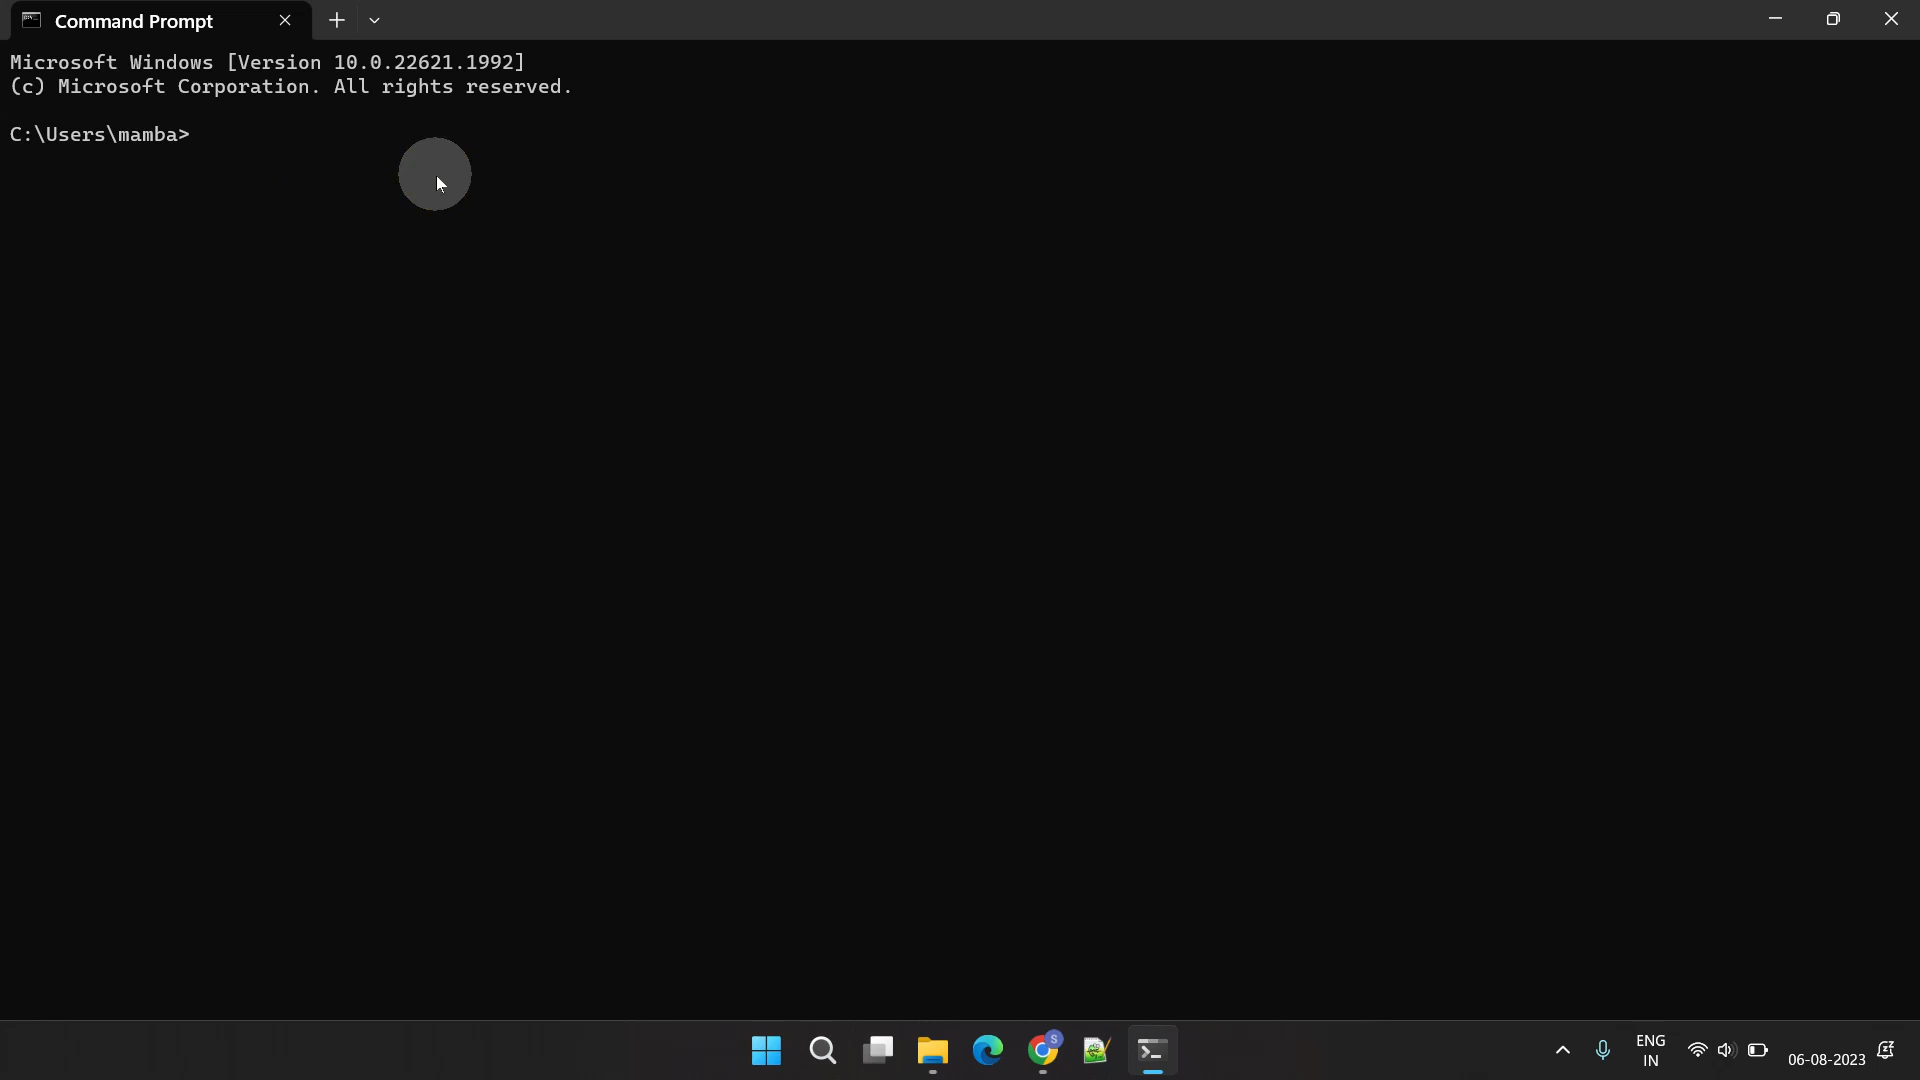 Command Prompt
Microsoft Windows [Version 10.0.22621.1992]
(c) Microsoft Corporation. All rights reserved.
C:\Users\mamba>
S
ENG
IN
06-08-2023